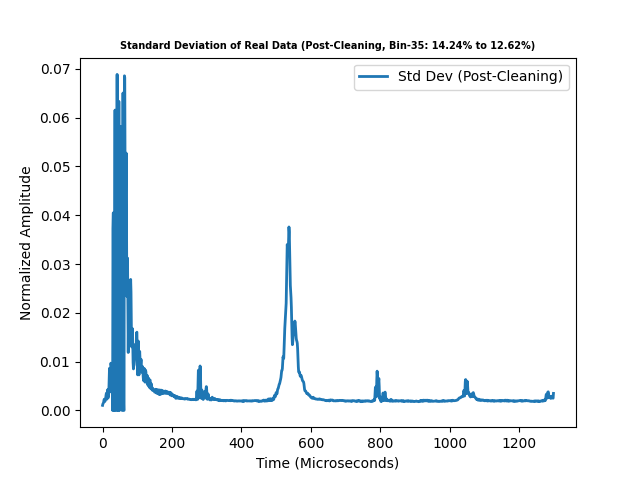 Standard Deviation of Real Data (Post-Cleaning, Bin-35: 14.24% to 12.62%)
Std Dev (Post-Cleaning)
0.07
0.06
0.05
0.04
0.03
0.02
0.01
0.00
Normalized Amplitude
0 200 400 600 800 1000 1200
Time (Microseconds)